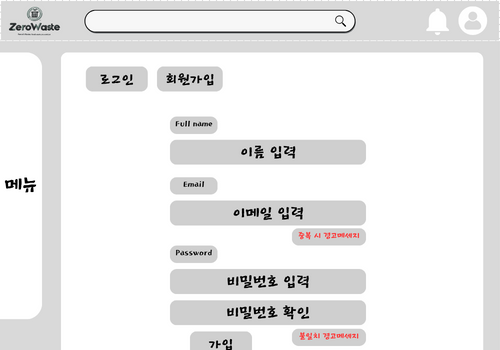 ZeroWaste
로그인
회원가입
메뉴
Full name
이름 입력
Email
이메일 입력
중복 시 경고메세지
Password
비밀번호 입력
비밀번호 확인
불일치 경고메세지
가입